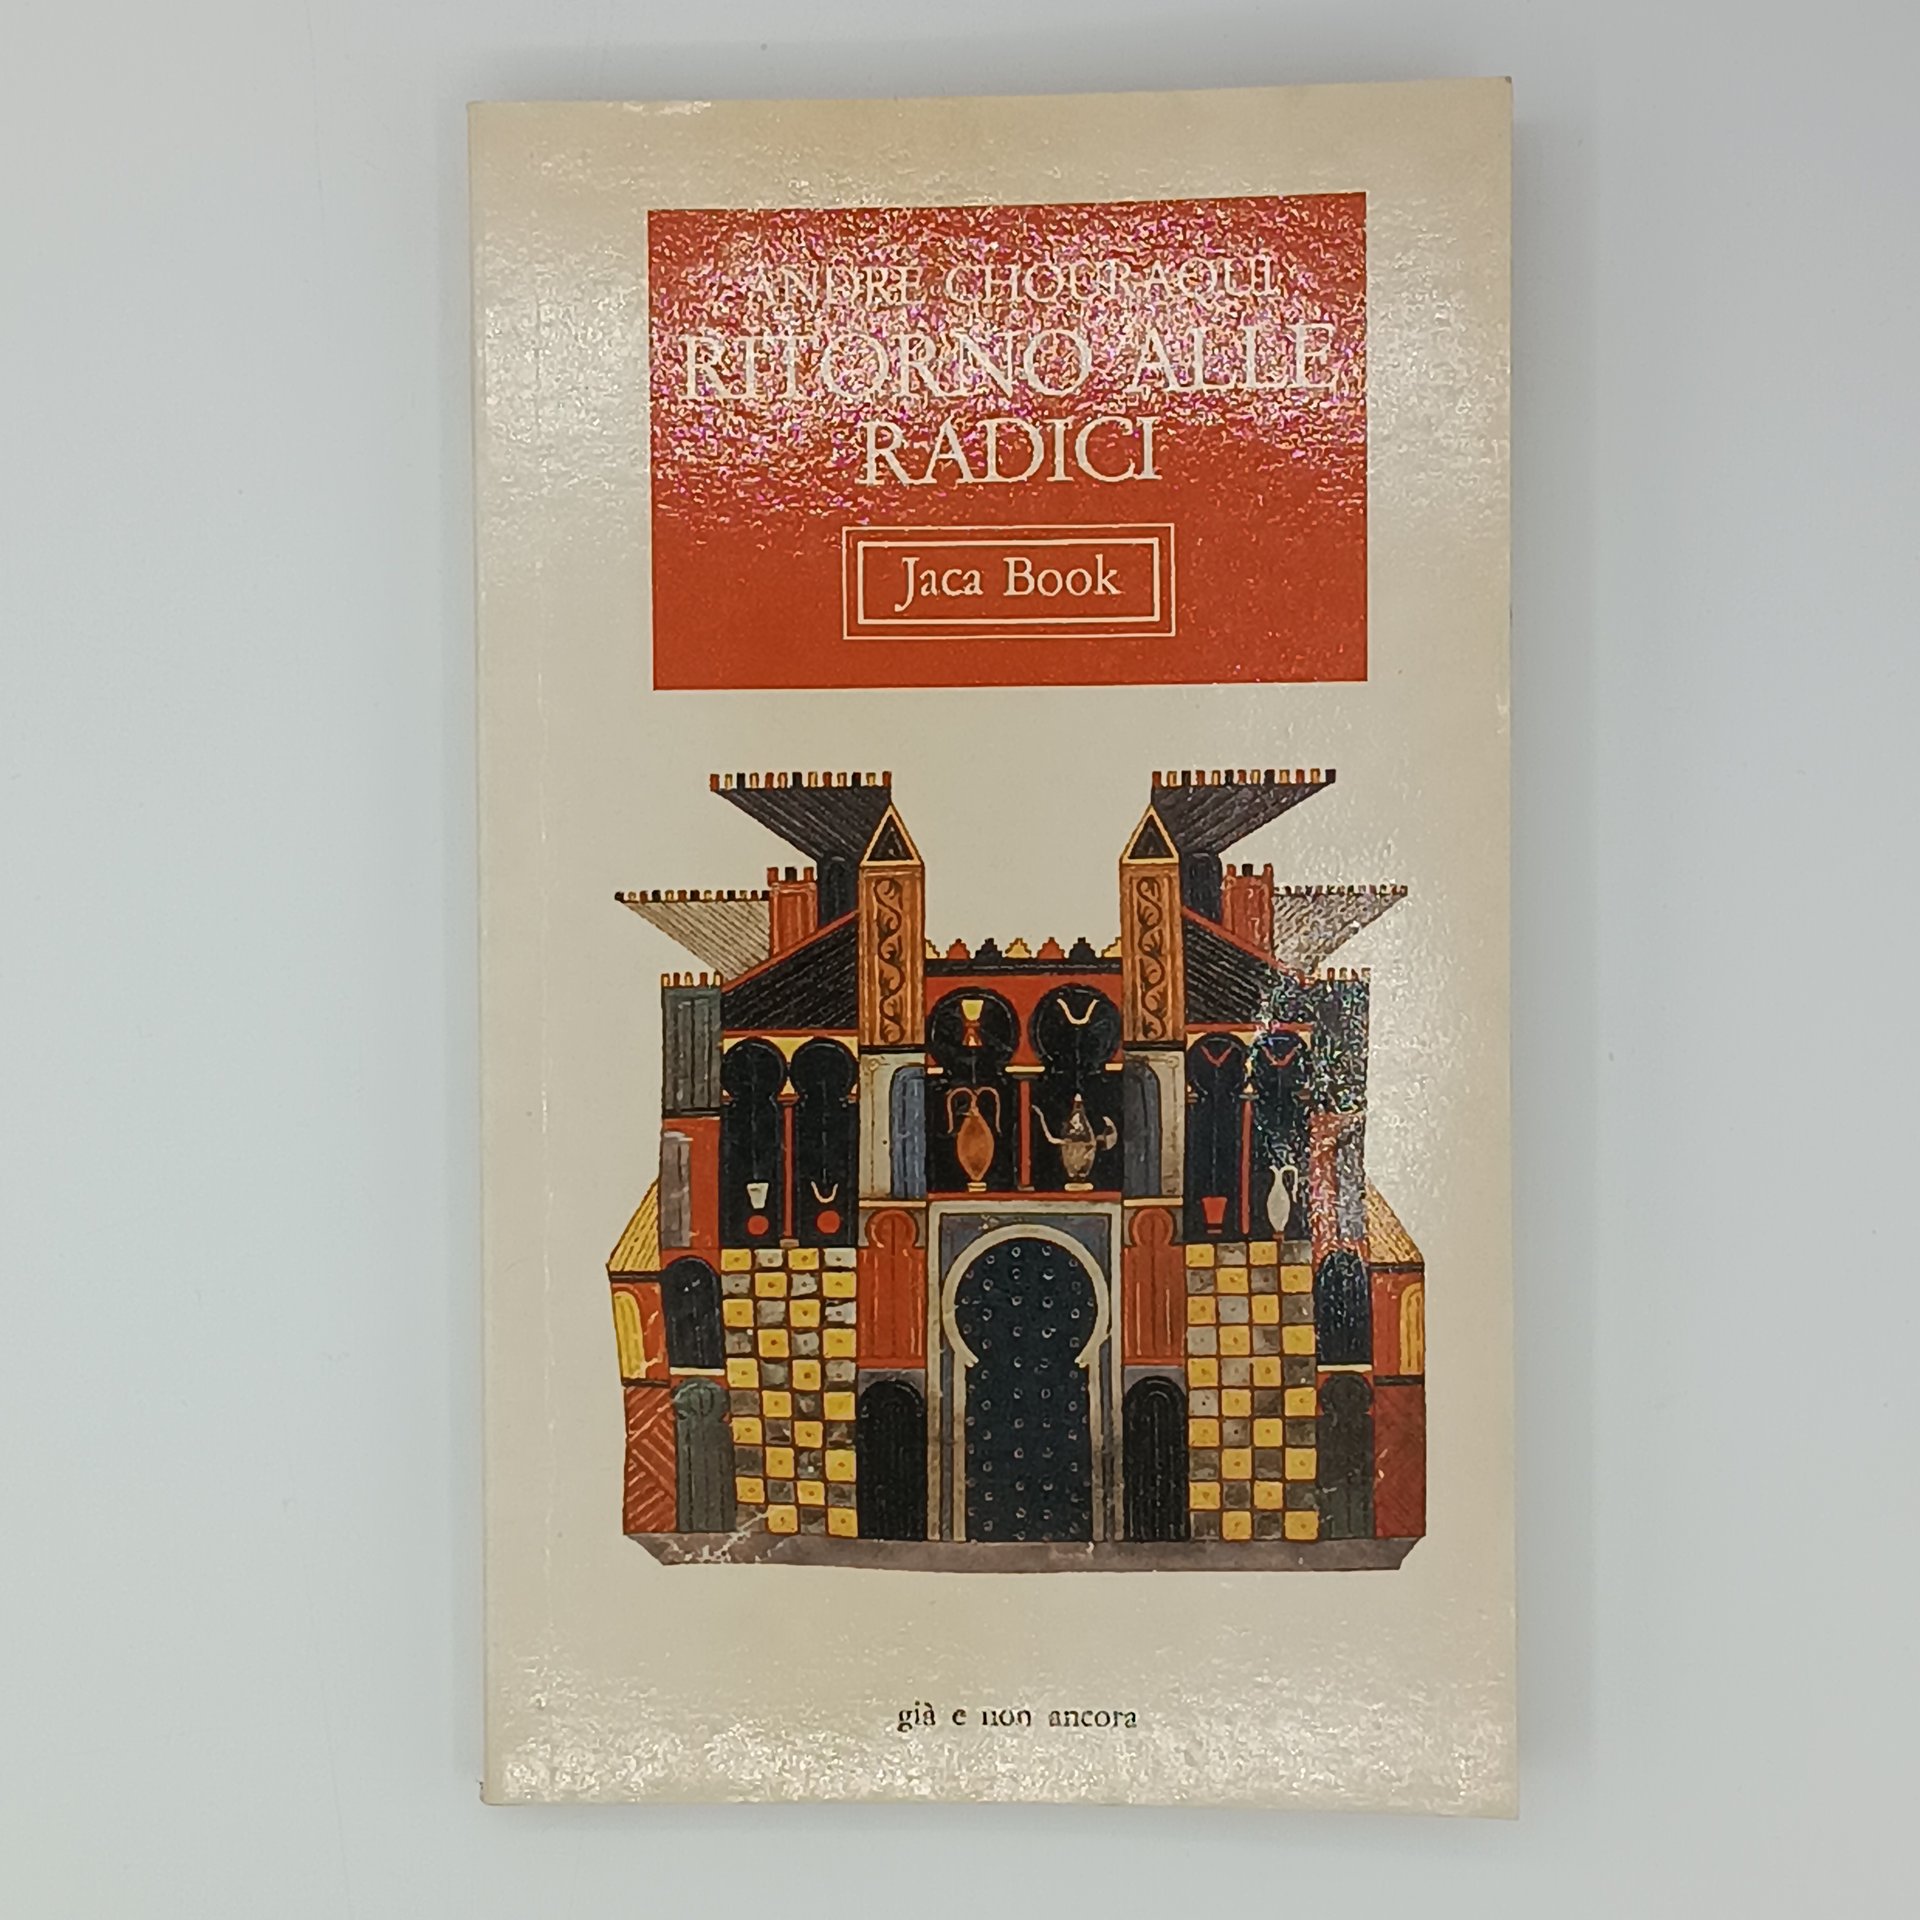 ANDRÉ CHOURAQUI
RITORNO ALLE
RADICI
Jaca Book
già e non ancora